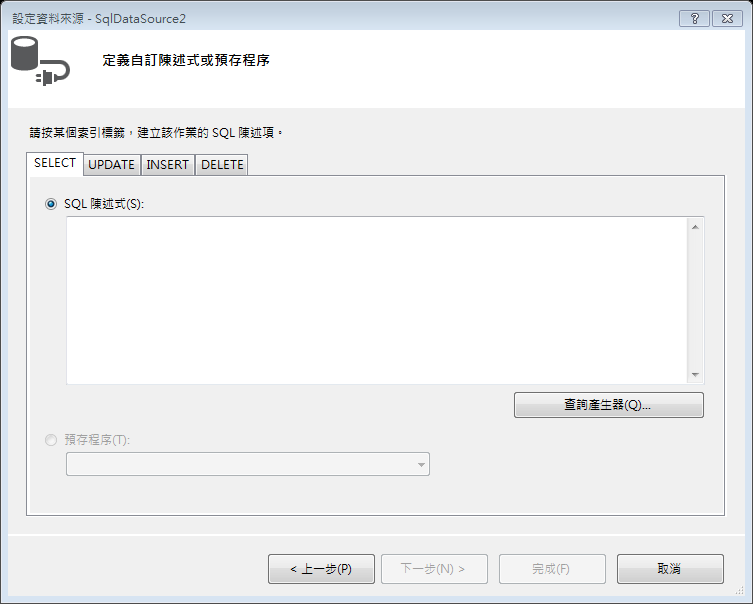 設定資料來源 - SqlDataSource2
定義自訂陳述式或預存程序
請按某個索引標籤，建立該作業的 SQL 陳述項。
SELECT UPDATE INSERT DELETE
SQL 陳述式(S):
查詢產生器(Q)...
預存程序(T):
< 上一步(P) 下一步(N) > 完成(F) 取消